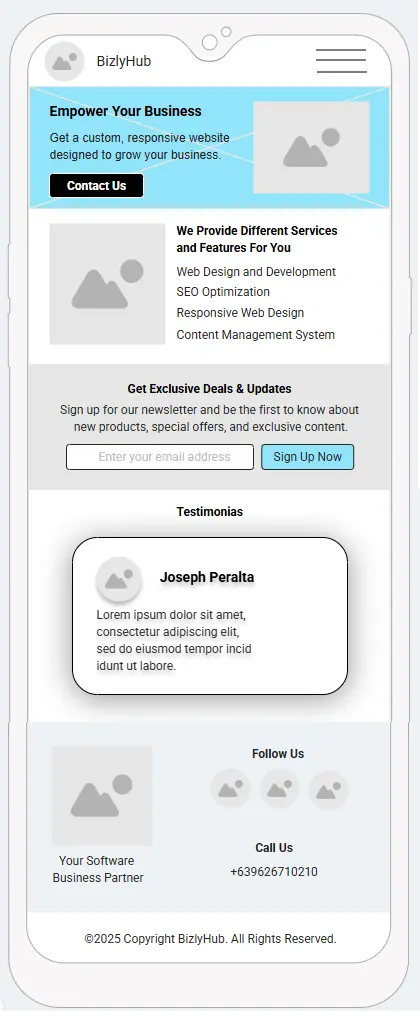 BizlyHub
Empower Your Business
Get a custom, responsive website
designed to grow your business.
Contact Us
We Provide Different Services
and Features For You
Web Design and Development
SEO Optimization
Responsive Web Design
Content Management System
Get Exclusive Deals & Updates
Sign up for our newsletter and be the first to know about
new products, special offers, and exclusive content.
Enter your email address
Sign Up Now
Testimonias
Joseph Peralta
Lorem ipsum dolor sit amet,
consectetur adipiscing elit,
sed do eiusmod tempor incid
idunt ut labore.
Your Software
Business Partner
Follow Us
Call Us
+639626710210
©2025 Copyright BizlyHub. All Rights Reserved.